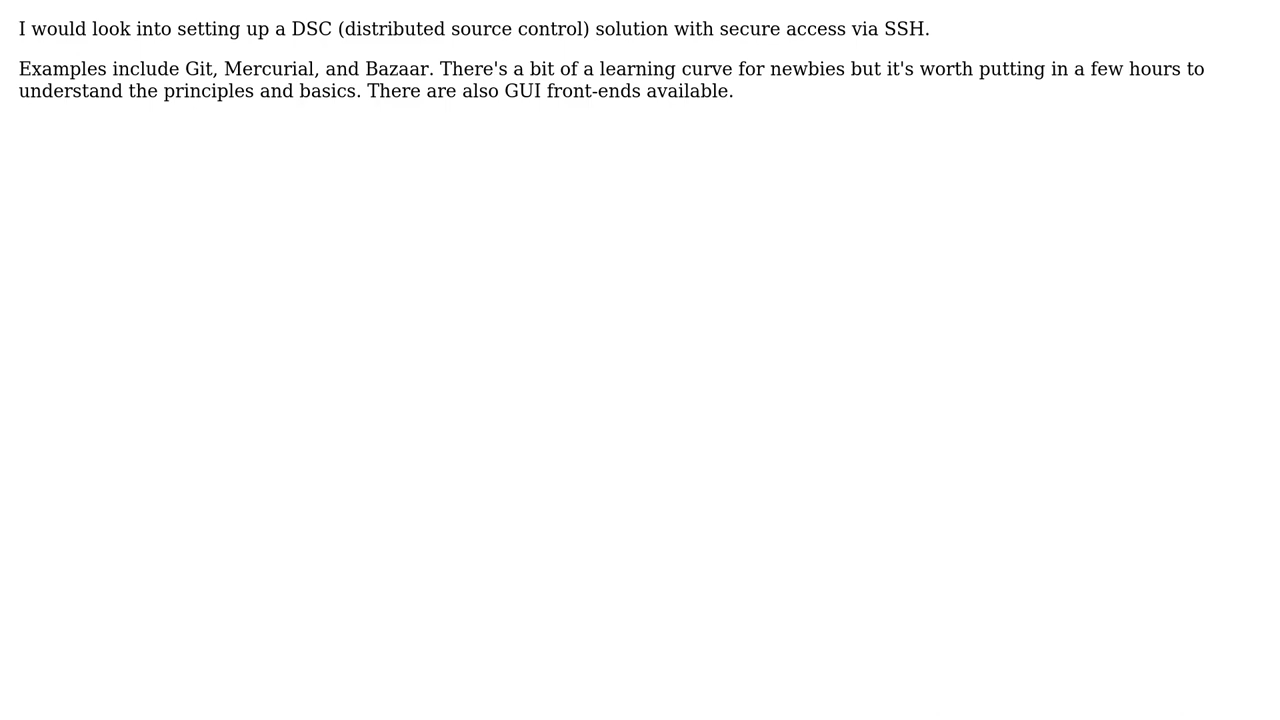 I would look into setting up a DSC (distributed source control) solution with secure access via SSH.
Examples include Git, Mercurial, and Bazaar. There's a bit of a learning curve for newbies but it's worth putting in a few hours to
understand the principles and basics. There are also GUI front-ends available.